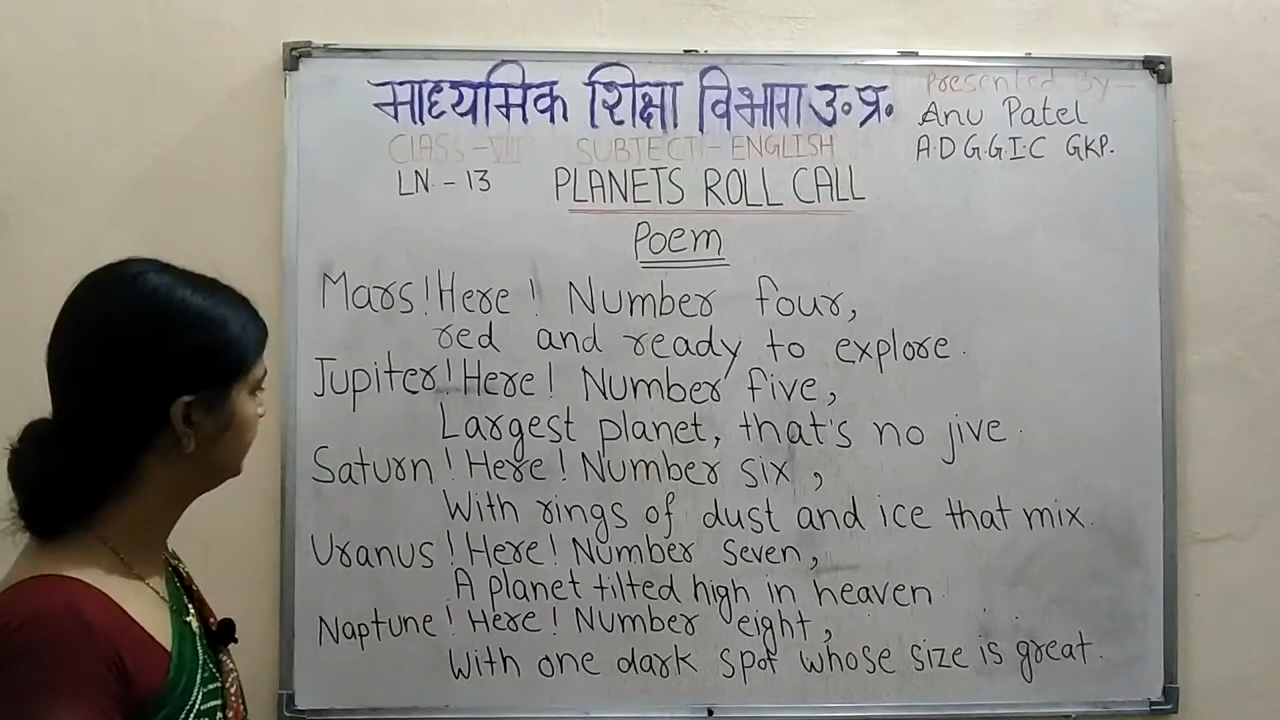 माध्यमिक शिक्षा विभाग उ० प्र०
Presented By-
Anu Patel
A.D G.G.I.C GKP.
CLASS-VIII SUBJECT- ENGLISH
LN.-13 PLANETS ROLL CALL
Poem
Mars! Here! Number four,
red and ready to explore.
Jupiter! Here! Number five,
Largest planet, that's no jive.
Saturn! Here! Number six,
With rings of dust and ice that mix.
Uranus! Here! Number Seven,
A planet tilted high in heaven.
Naptune! Here! Number eight,
With one dark spot whose size is great.